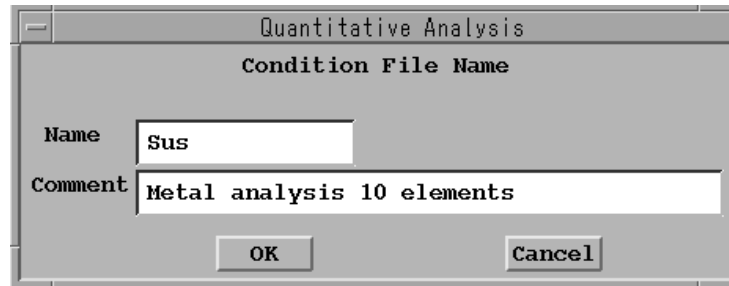 Quantitative Analysis
Condition File Name
Name Sus
Comment Metal analysis 10 elements
OK Cancel